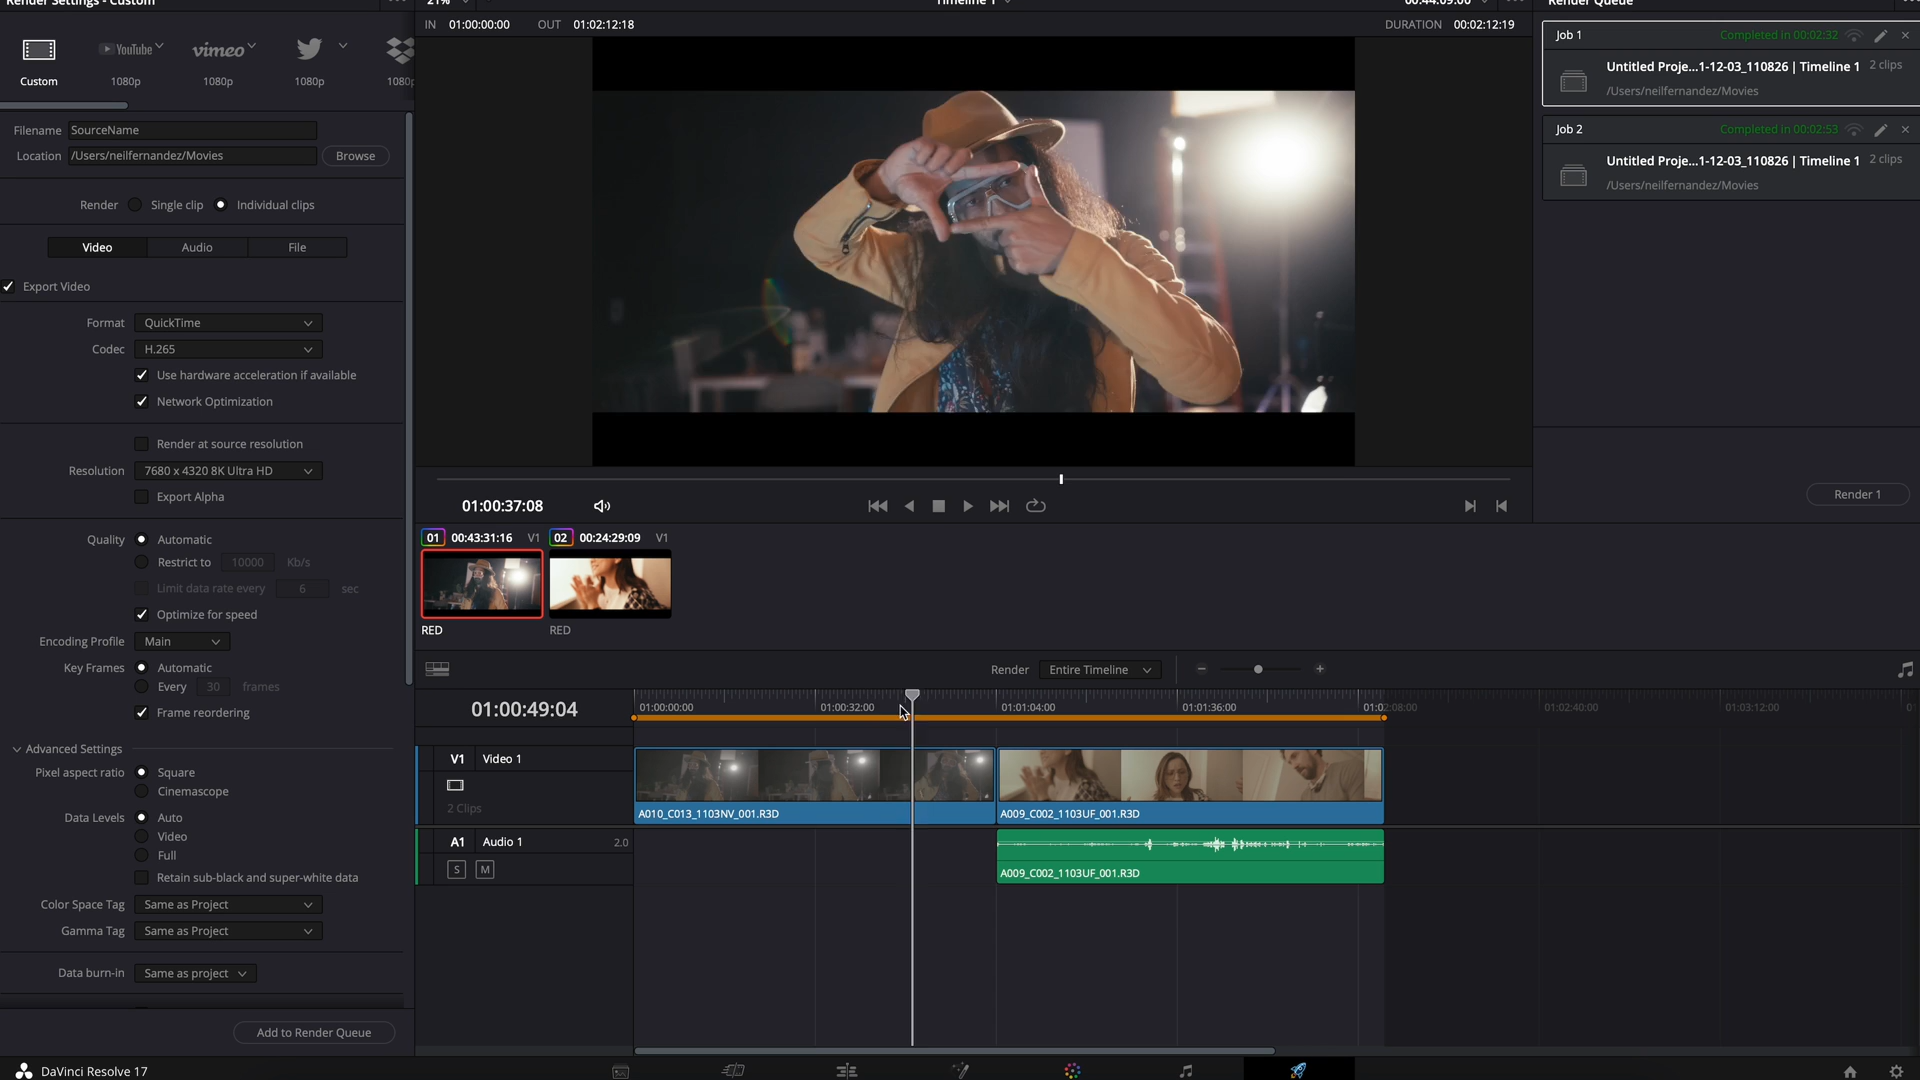 Render Settings - Custom
Custom
YouTube
1080p
vimeo
1080p
1080p
1080p
Filename SourceName
Location /Users/neilfernandez/Movies Browse
Render Single clip Individual clips
Video Audio File
Export Video
Format QuickTime
Codec H.265
Use hardware acceleration if available
Network Optimization
Render at source resolution
Resolution 7680 x 4320 8K Ultra HD
Export Alpha
Quality Automatic
Restrict to 10000 Kb/s
Limit data rate every 6 sec
Optimize for speed
Encoding Profile Main
Key Frames Automatic
Every 30 frames
Frame reordering
Advanced Settings
Pixel aspect ratio Square
Cinemascope
Data Levels Auto
Video
Full
Retain sub-black and super-white data
Color Space Tag Same as Project
Gamma Tag Same as Project
Data burn-in Same as project
Add to Render Queue
21% Timeline 1
IN 01:00:00:00 OUT 01:02:12:18 DURATION 00:02:12:19
01:00:37:08
01 00:43:31:16 V1 02 00:24:29:09 V1
RED RED
Render Entire Timeline
01:00:49:04
01:00:00:00 01:00:32:00 01:01:04:00 01:01:36:00 01:02:08:00 01:02:40:00 01:03:12:00
V1 Video 1
2 Clips
A010_C013_1103NV_001.R3D A009_C002_1103UF_001.R3D
A1 Audio 1 2.0
S M
A009_C002_1103UF_001.R3D
Render Queue
Job 1 Completed in 00:02:32
Untitled Proje...1-12-03_110826 | Timeline 1 2 clips
/Users/neilfernandez/Movies
Job 2 Completed in 00:02:53
Untitled Proje...1-12-03_110826 | Timeline 1 2 clips
/Users/neilfernandez/Movies
Render 1
DaVinci Resolve 17